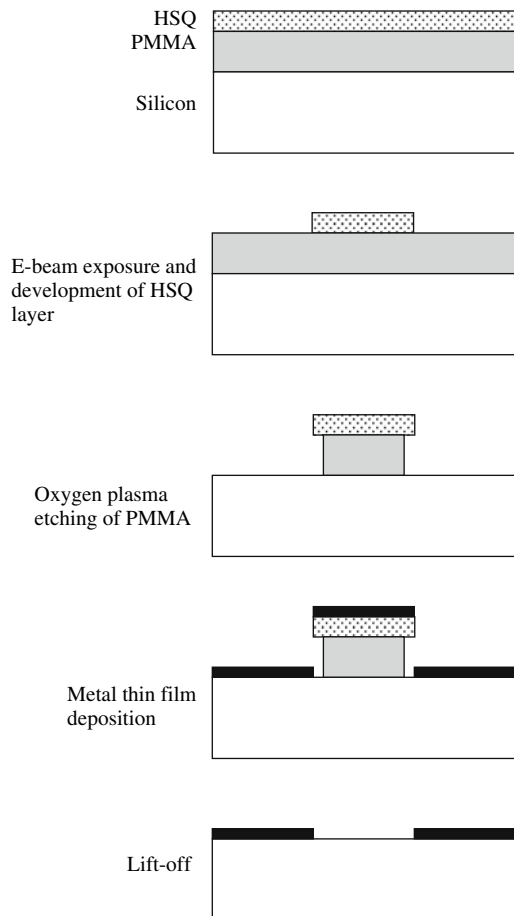 HSQ
PMMA
Silicon
E-beam exposure and
development of HSQ
layer
Oxygen plasma
etching of PMMA
Metal thin film
deposition
Lift-off